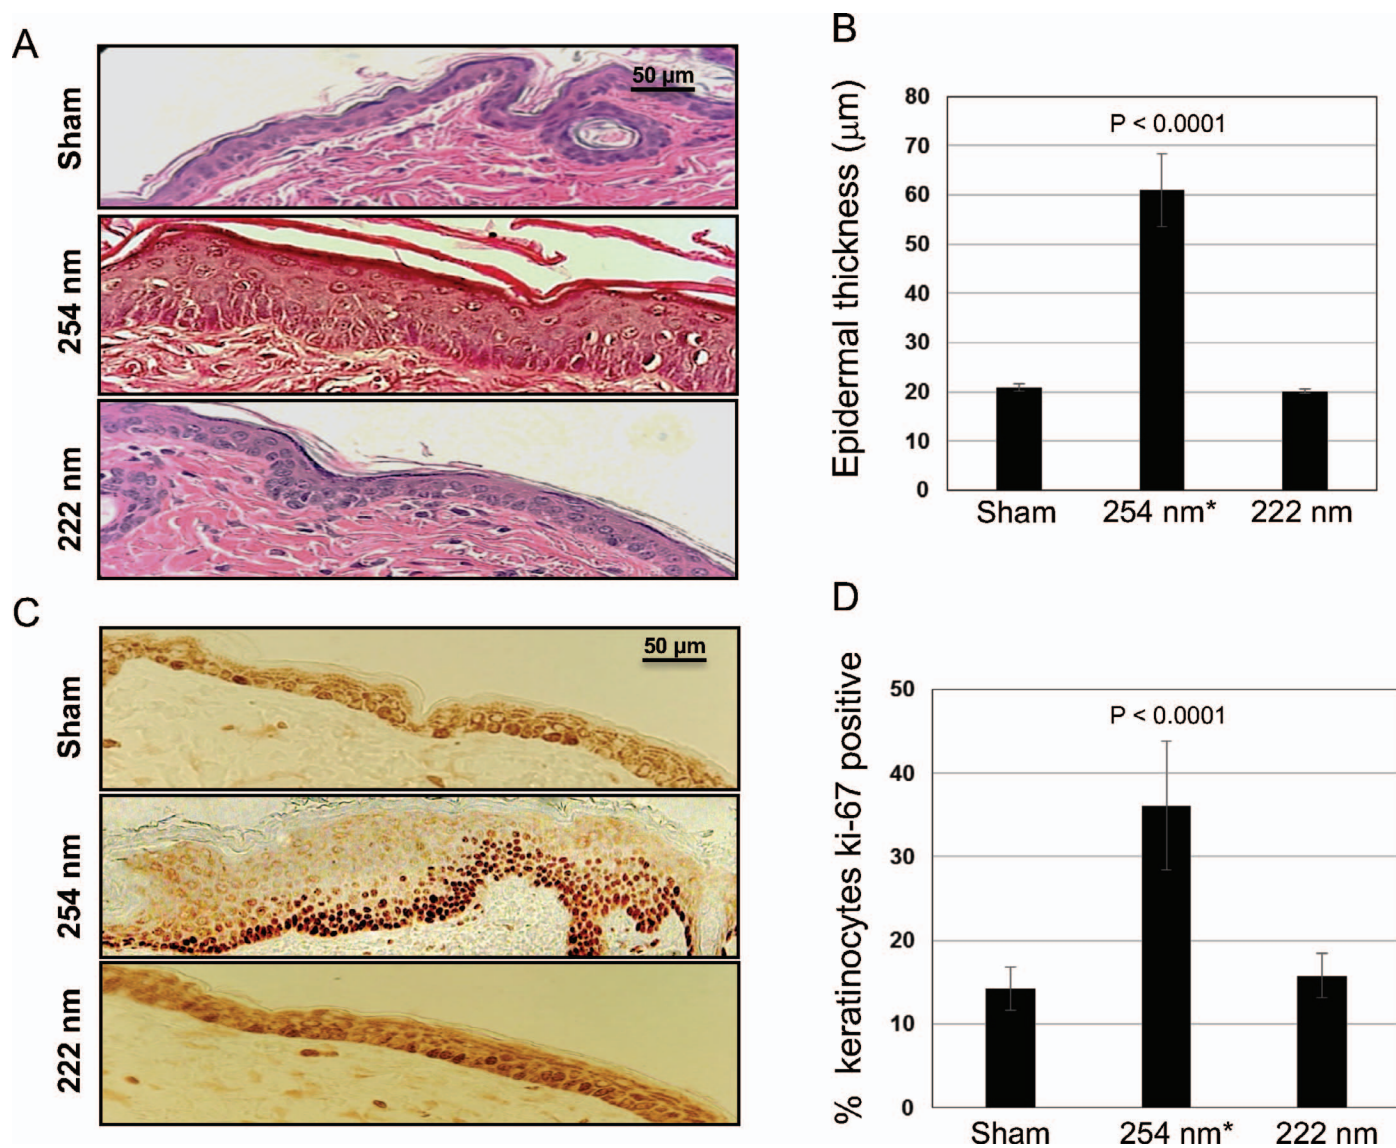 A
Sham
50 µm
254 nm
222 nm
B
Epidermal thickness (µm)
80
70
60
50
40
30
20
10
0
P < 0.0001
Sham
254 nm*
222 nm
C
Sham
50 µm
254 nm
222 nm
D
% keratinocytes ki-67 positive
50
40
30
20
10
0
P < 0.0001
Sham
254 nm*
222 nm